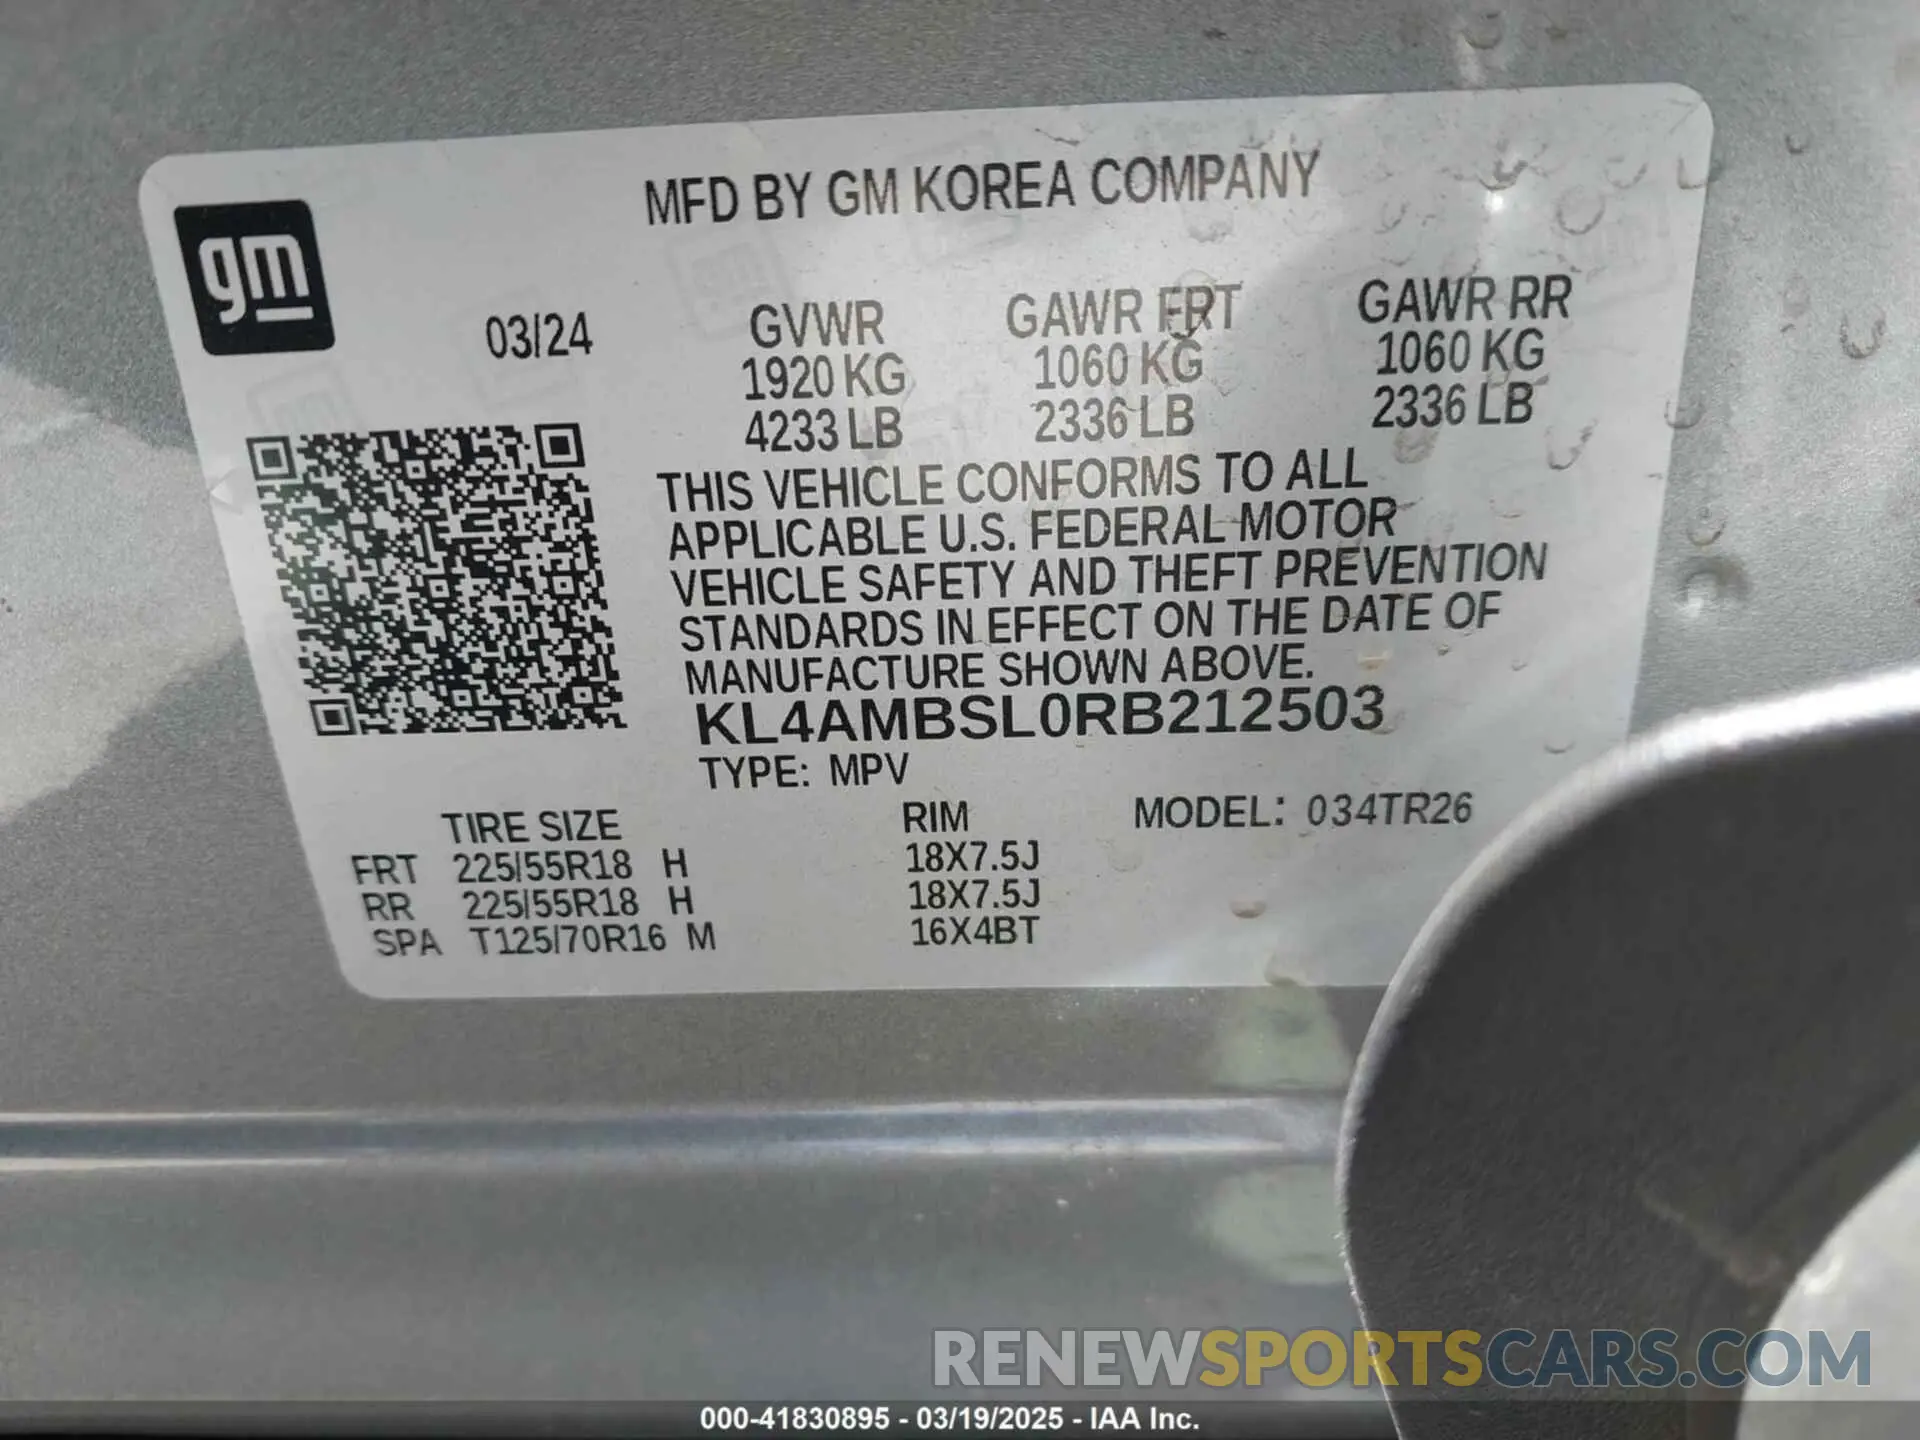 MFD BY GM KOREA COMPANY
gm
03/24
GVWR GAWR FRT GAWR RR
1920 KG 1060 KG 1060 KG
4233 LB 2336 LB 2336 LB
THIS VEHICLE CONFORMS TO ALL
APPLICABLE U.S. FEDERAL MOTOR
VEHICLE SAFETY AND THEFT PREVENTION
STANDARDS IN EFFECT ON THE DATE OF
MANUFACTURE SHOWN ABOVE.
KL4AMBSL0RB212503
TYPE: MPV
TIRE SIZE RIM MODEL: 034TR26
FRT 225/55R18 H 18X7.5J
RR 225/55R18 H 18X7.5J
SPA T125/70R16 M 16X4BT
RENEWSPORTSCARS.COM
000-41830895 - 03/19/2025 - IAA Inc.